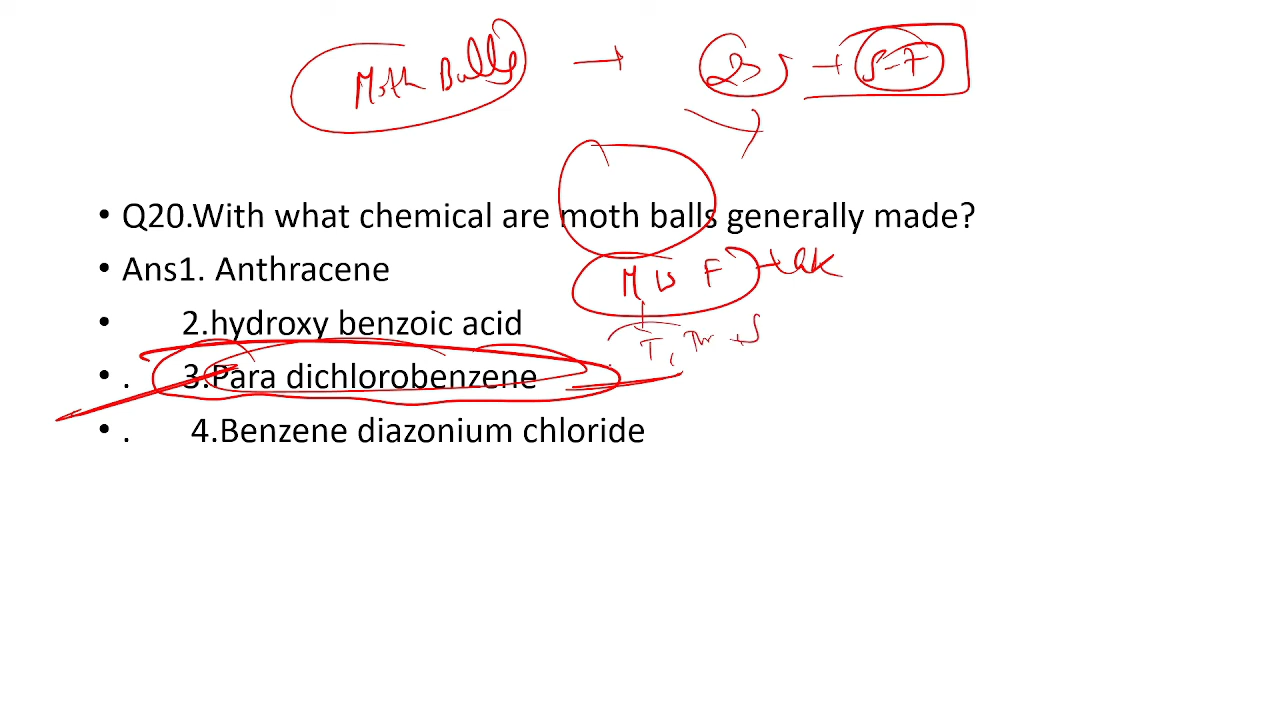 Moth Balls →
• Q20.With what chemical are moth balls generally made?
• Ans1. Anthracene
M F
• 2.hydroxy benzoic acid
T,
• . 3.Para dichlorobenzene
• . 4.Benzene diazonium chloride